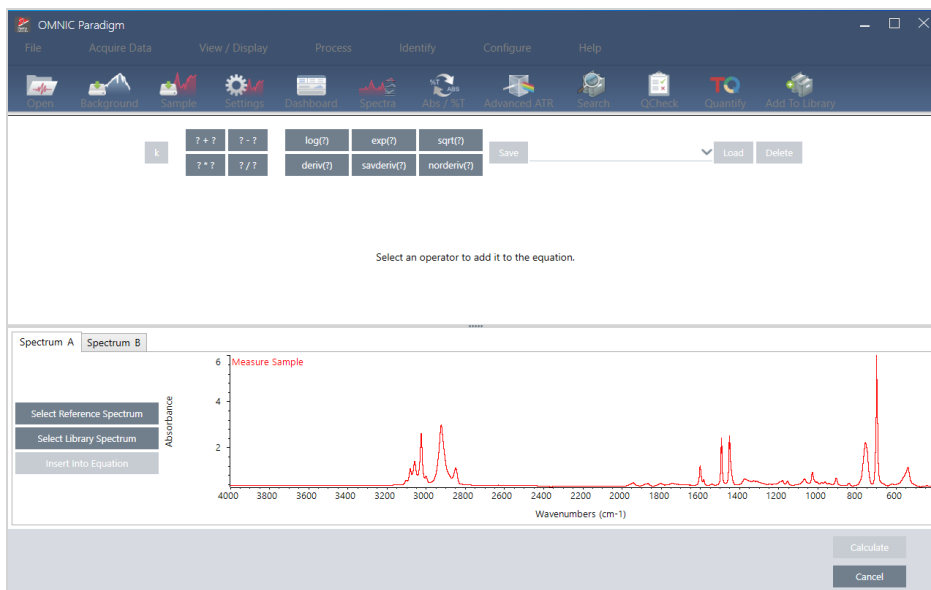 OMNIC Paradigm
File Acquire Data View / Display Process Identify Configure Help
Open Background Sample Settings Dashboard Spectra %T ABS Abs / %T Advanced ATR Search QCheck TQ Quantify Add To Library
k ? + ? ? - ? log(?) exp(?) sqrt(?) Save Load Delete
? * ? ? / ? deriv(?) savderiv(?) norderiv(?)
Select an operator to add it to the equation.
Spectrum A Spectrum B
Measure Sample
Select Reference Spectrum
Select Library Spectrum
Insert Into Equation
Absorbance
6
4
2
4000 3800 3600 3400 3200 3000 2800 2600 2400 2200 2000 1800 1600 1400 1200 1000 800 600
Wavenumbers (cm-1)
Calculate
Cancel